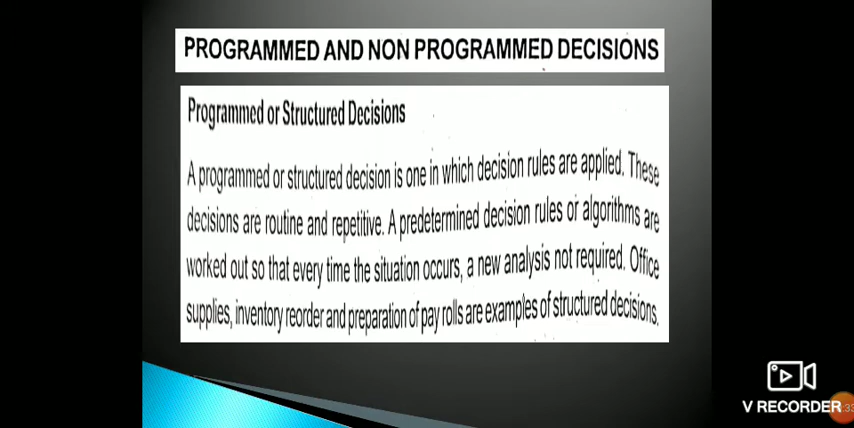 PROGRAMMED AND NON PROGRAMMED DECISIONS
Programmed or Structured Decisions
A programmed or structured decision is one in which decision rules are applied. These
decisions are routine and repetitive. A predetermined decision rules or algorithms are
worked out so that every time the situation occurs, a new analysis not required. Office
supplies, inventory reorder and preparation of pay rolls are examples of structured decisions.
V RECORDER